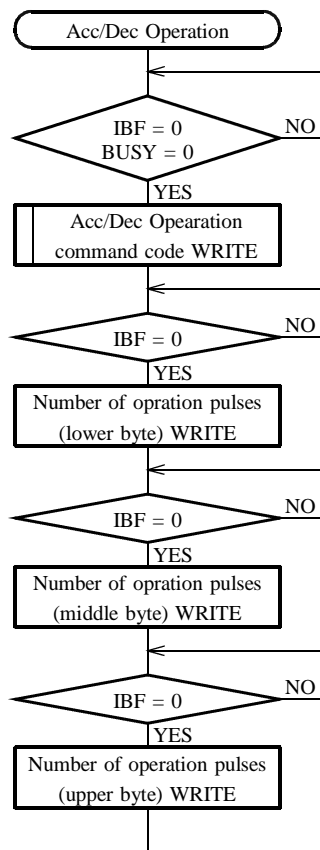 Acc/Dec Operation
IBF = 0
BUSY = 0
NO
YES
Acc/Dec Opearation
command code WRITE
IBF = 0
NO
YES
Number of opration pulses
(lower byte) WRITE
IBF = 0
NO
YES
Number of opration pulses
(middle byte) WRITE
IBF = 0
NO
YES
Number of operation pulses
(upper byte) WRITE